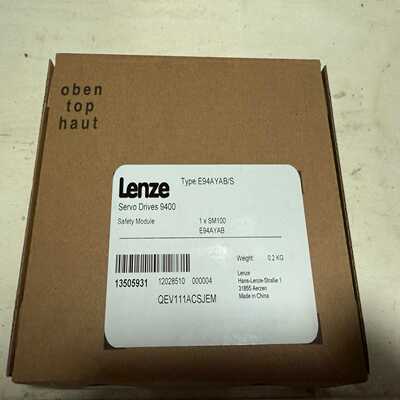 oben
top
haut
Lenze
Type:E94AYAB/S
Servo Drives 9400
Safety Module
1 x SM100
E94AYAB
Weight: 0.2 KG
Lenze
Hans-Lenze-Straße 1
31855 Aerzen
Made in China
13505931 12028510 000004
QEV111ACSJEM